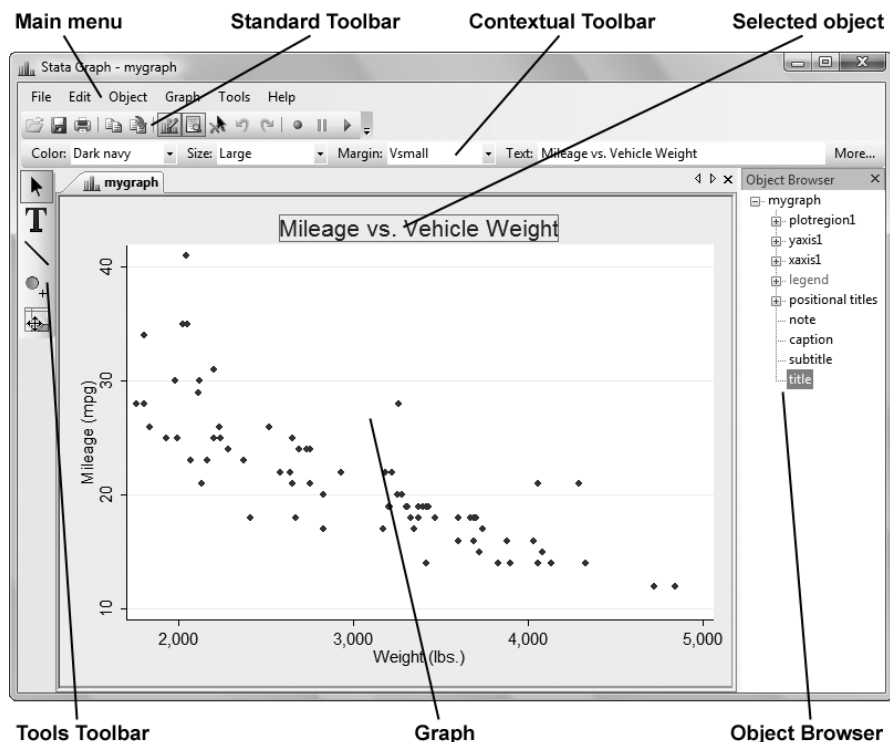 Main menu Standard Toolbar Contextual Toolbar Selected object
Stata Graph - mygraph
File Edit Object Graph Tools Help
Color: Dark navy Size: Large Margin: Vsmall Text: Mileage vs. Vehicle Weight More...
mygraph
Object Browser
T
mygraph
plotregion1
yaxis1
xaxis1
legend
positional titles
note
caption
subtitle
title
Mileage vs. Vehicle Weight
Mileage (mpg)
40
30
20
10
2,000 3,000 4,000 5,000
Weight (lbs.)
Tools Toolbar Graph Object Browser